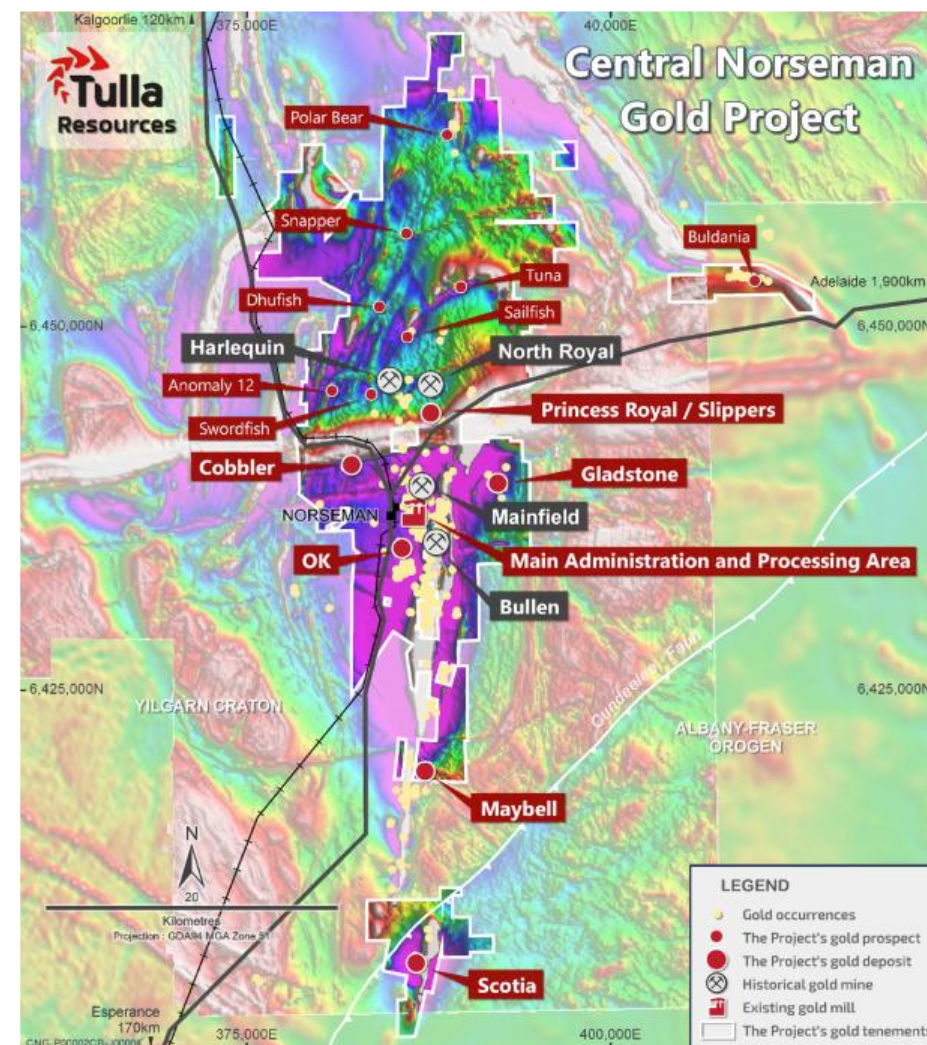 Kalgoorlie 120km
375,000E
40,000E
Tulla
Resources
Central Norseman
Gold Project
Polar Bear
Snapper
Buldania
Tuna
Adelaide 1,900km
Dhufish
Sailfish
6,450,000N
6,450,000N
Harlequin
North Royal
Anomaly 12
Princess Royal / Slippers
Swordfish
Cobbler
Gladstone
NORSEMAN
Mainfield
OK
Main Administration and Processing Area
Bullen
Cundeelee Fault
6,425,000N
6,425,000N
YILGARN CRATON
ALBANY-FRASER
OROGEN
Maybell
N
20
Kilometres
Projection : GDA94 MGA Zone 51
LEGEND
Gold occurrences
The Project's gold prospect
The Project's gold deposit
Historical gold mine
Existing gold mill
The Project's gold tenements
Scotia
Esperance
170km
375,000E
400,000E